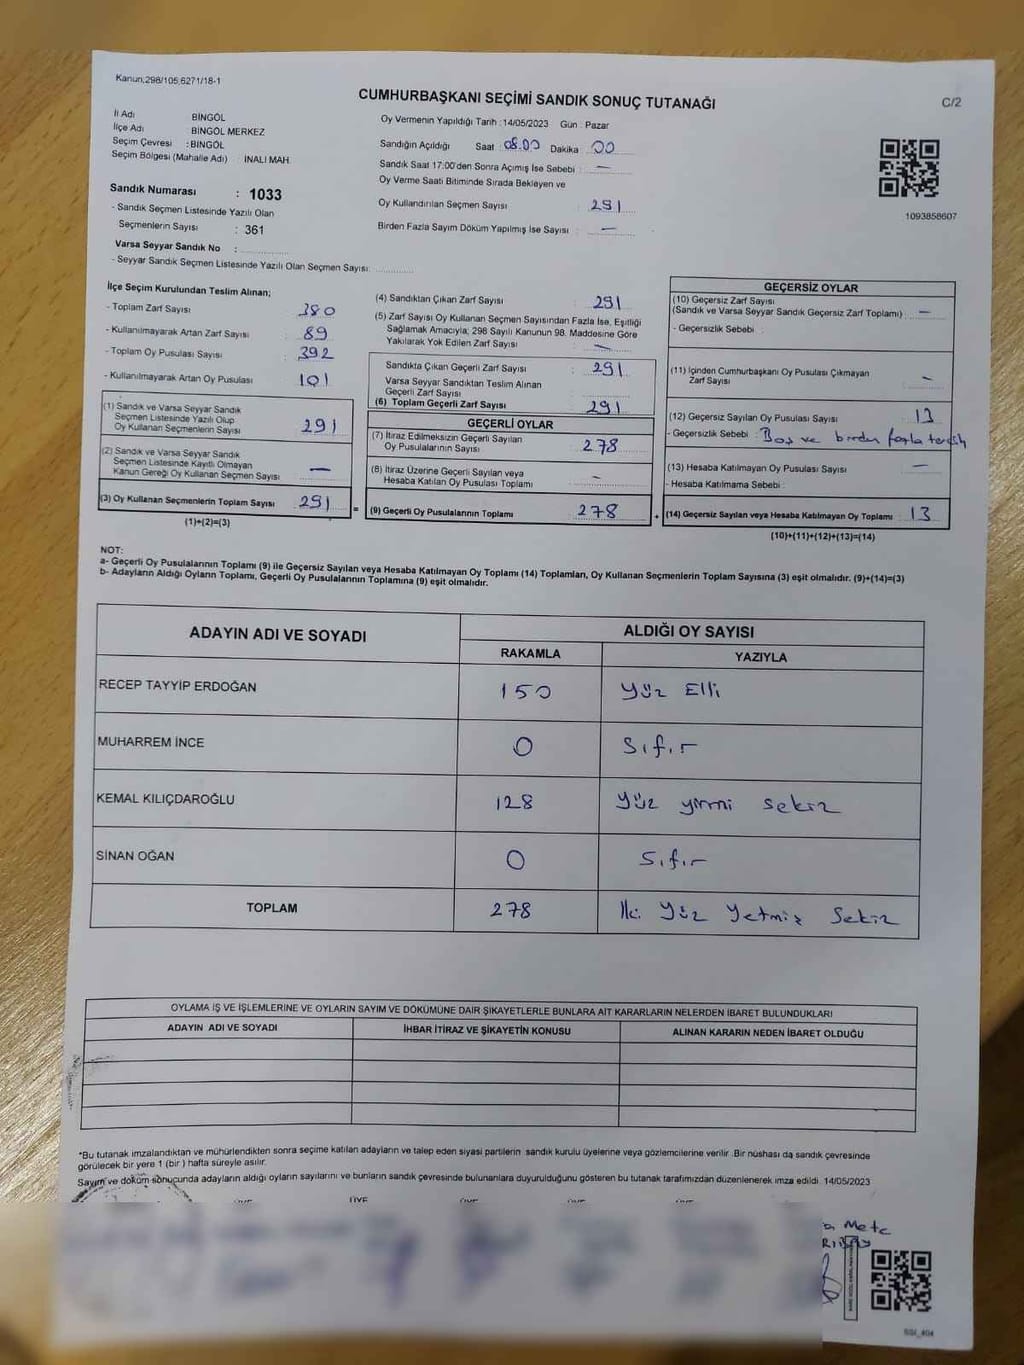 Kanun;298/105;6271/18-1
CUMHURBAŞKANI SEÇİMİ SANDIK SONUÇ TUTANAĞI
C/2
İl Adı BİNGÖL
İlçe Adı BİNGÖL MERKEZ
Seçim Çevresi : BİNGÖL
Seçim Bölgesi (Mahalle Adı) İNALI MAH.
Sandık Numarası : 1033
- Sandık Seçmen Listesinde Yazılı Olan
Seçmenlerin Sayısı : 361
Varsa Seyyar Sandık No :
- Seyyar Sandık Seçmen Listesinde Yazılı Olan Seçmen Sayısı:
Oy Vermenin Yapıldığı Tarih : 14/05/2023 Gün : Pazar
Sandığın Açıldığı Saat : 08.00 Dakika : 00
Sandık Saat 17:00'den Sonra Açımış İse Sebebi : —
Oy Verme Saati Bitiminde Sırada Bekleyen ve
Oy Kullandırılan Seçmen Sayısı : 291
Birden Fazla Sayım Döküm Yapılmış İse Sayısı : —
1093858607
İlçe Seçim Kurulundan Teslim Alınan;
- Toplam Zarf Sayısı : 380
- Kullanılmayarak Artan Zarf Sayısı : 89
- Toplam Oy Pusulası Sayısı : 392
- Kullanılmayarak Artan Oy Pusulası : 101
(1) Sandık ve Varsa Seyyar Sandık
Seçmen Listesinde Yazılı Olup
Oy Kullanan Seçmenlerin Sayısı : 291
(2) Sandık ve Varsa Seyyar Sandık
Seçmen Listesinde Kayıtlı Olmayan
Kanun Gereği Oy Kullanan Seçmen Sayısı : —
(3) Oy Kullanan Seçmenlerin Toplam Sayısı : 291
(1)+(2)=(3)
(4) Sandıktan Çıkan Zarf Sayısı : 291
(5) Zarf Sayısı Oy Kullanan Seçmen Sayısından Fazla İse, Eşitliği
Sağlamak Amacıyla; 298 Sayılı Kanunun 98. Maddesine Göre
Yakılarak Yok Edilen Zarf Sayısı : —
Sandıkta Çıkan Geçerli Zarf Sayısı : 291
Varsa Seyyar Sandıktan Teslim Alınan
Geçerli Zarf Sayısı :
(6) Toplam Geçerli Zarf Sayısı : 291
GEÇERLİ OYLAR
(7) İtiraz Edilmeksizin Geçerli Sayılan
Oy Pusulalarının Sayısı : 278
(8) İtiraz Üzerine Geçerli Sayılan veya
Hesaba Katılan Oy Pusulası Toplamı : —
(9) Geçerli Oy Pusulalarının Toplamı : 278
GEÇERSİZ OYLAR
(10) Geçersiz Zarf Sayısı
(Sandık ve Varsa Seyyar Sandık Geçersiz Zarf Toplamı) : —
- Geçersizlik Sebebi :
(11) İçinden Cumhurbaşkanı Oy Pusulası Çıkmayan
Zarf Sayısı : —
(12) Geçersiz Sayılan Oy Pusulası Sayısı : 13
- Geçersizlik Sebebi : Boş ve birden fazla tercih
(13) Hesaba Katılmayan Oy Pusulası Sayısı : —
- Hesaba Katılmama Sebebi :
(14) Geçersiz Sayılan veya Hesaba Katılmayan Oy Toplamı : 13
(10)+(11)+(12)+(13)=(14)
NOT:
a- Geçerli Oy Pusulalarının Toplamı (9) ile Geçersiz Sayılan veya Hesaba Katılmayan Oy Toplamı (14) Toplamları, Oy Kullanan Seçmenlerin Toplam Sayısına (3) eşit olmalıdır. (9)+(14)=(3)
b- Adayların Aldığı Oyların Toplamı, Geçerli Oy Pusulalarının Toplamına (9) eşit olmalıdır.
ADAYIN ADI VE SOYADI ALDIĞI OY SAYISI
RAKAMLA YAZIYLA
RECEP TAYYİP ERDOĞAN 150 Yüz Elli
MUHARREM İNCE 0 Sıfır
KEMAL KILIÇDAROĞLU 128 Yüz yirmi sekiz
SİNAN OĞAN 0 Sıfır
TOPLAM 278 İki Yüz Yetmiş Sekiz
OYLAMA İŞ VE İŞLEMLERİNE VE OYLARIN SAYIM VE DÖKÜMÜNE DAİR ŞİKAYETLERLE BUNLARA AİT KARARLARIN NELERDEN İBARET BULUNDUKLARI
ADAYIN ADI VE SOYADI İHBAR İTİRAZ VE ŞİKAYETİN KONUSU ALINAN KARARIN NEDEN İBARET OLDUĞU
*Bu tutanak imzalandıktan ve mühürlendikten sonra seçime katılan adayların ve talep eden siyasi partilerin sandık kurulu üyelerine veya gözlemcilerine verilir. Bir nüshası da sandık çevresinde
görülecek bir yere 1 (bir) hafta süreyle asılır.
Sayım ve döküm sonucunda adayların aldığı oyların sayılarını ve bunların sandık çevresinde bulunanlara duyurulduğunu gösteren bu tutanak tarafımızdan düzenlenerek imza edildi. 14/05/2023
ÜYE
Mete
SSI_404